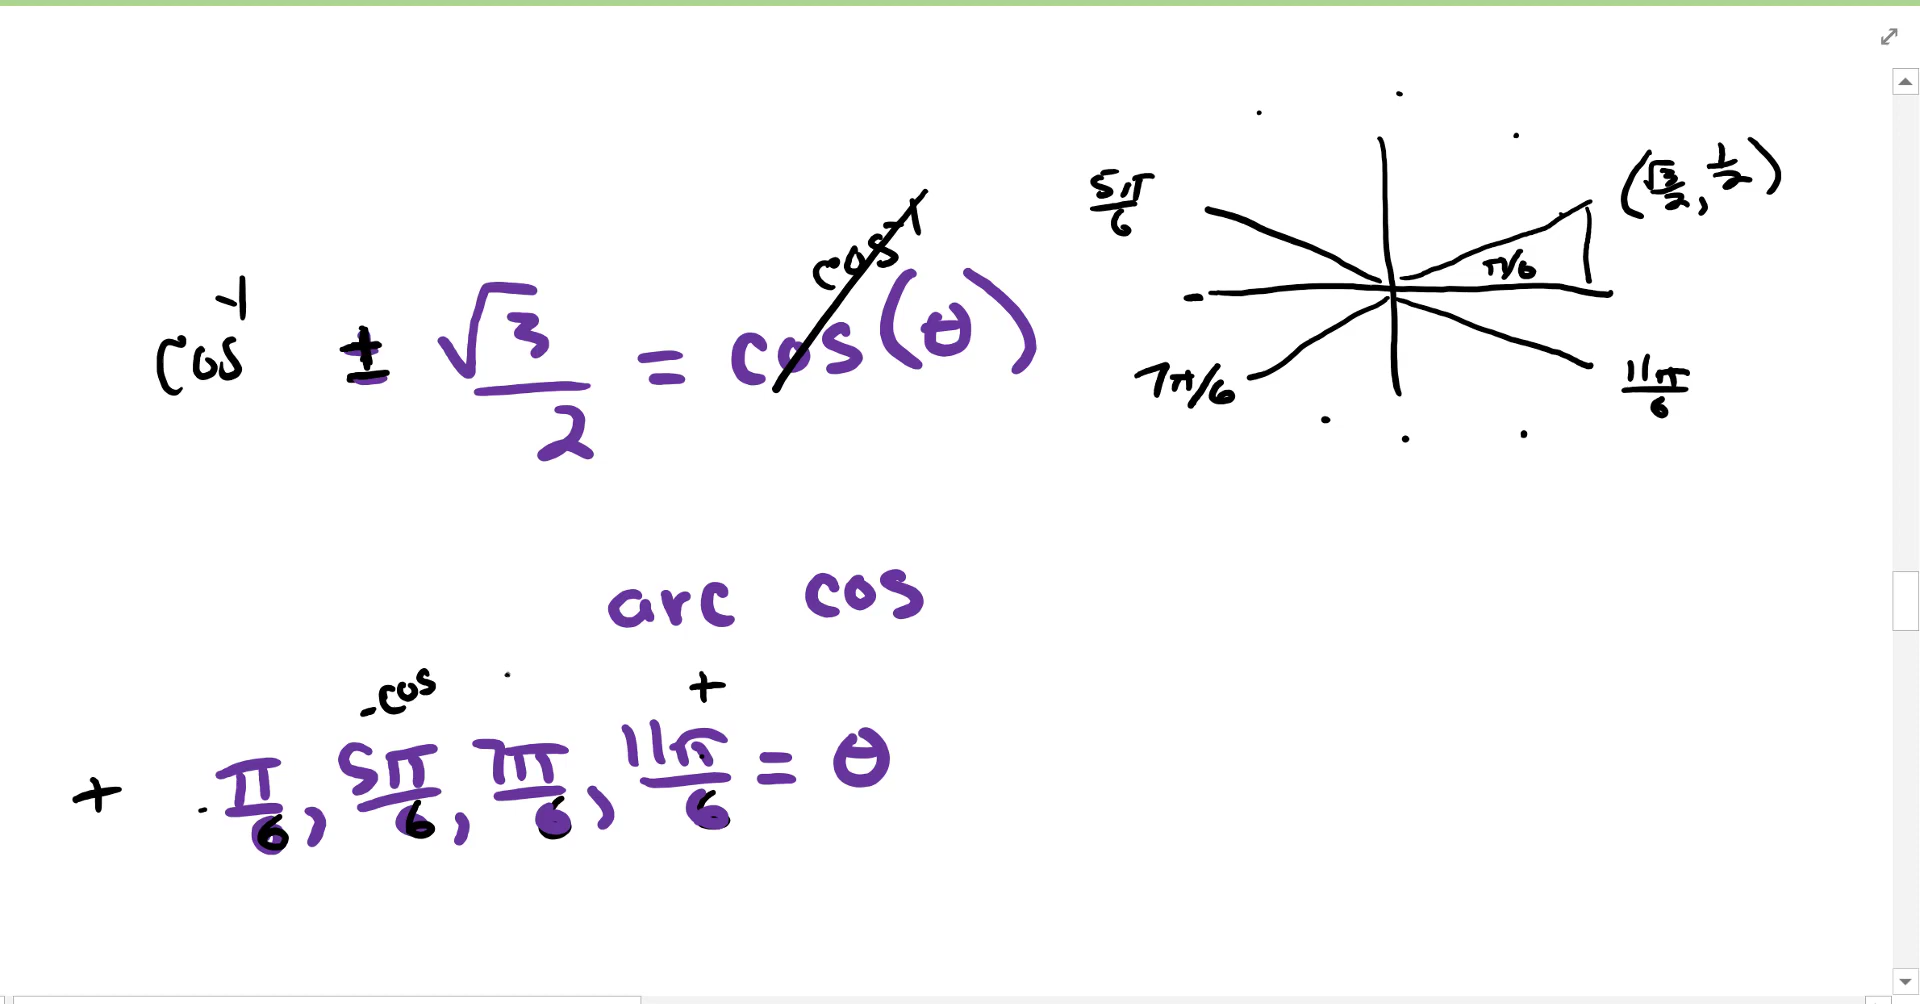 cos⁻¹ ± √3/2 = cos(θ) cos⁻¹
5π/6
(√3/2, 1/2)
π/6
-
7π/6
11π/6
arc cos
-cos +
+ π/6, 5π/6, 7π/6, 11π/6 = θ